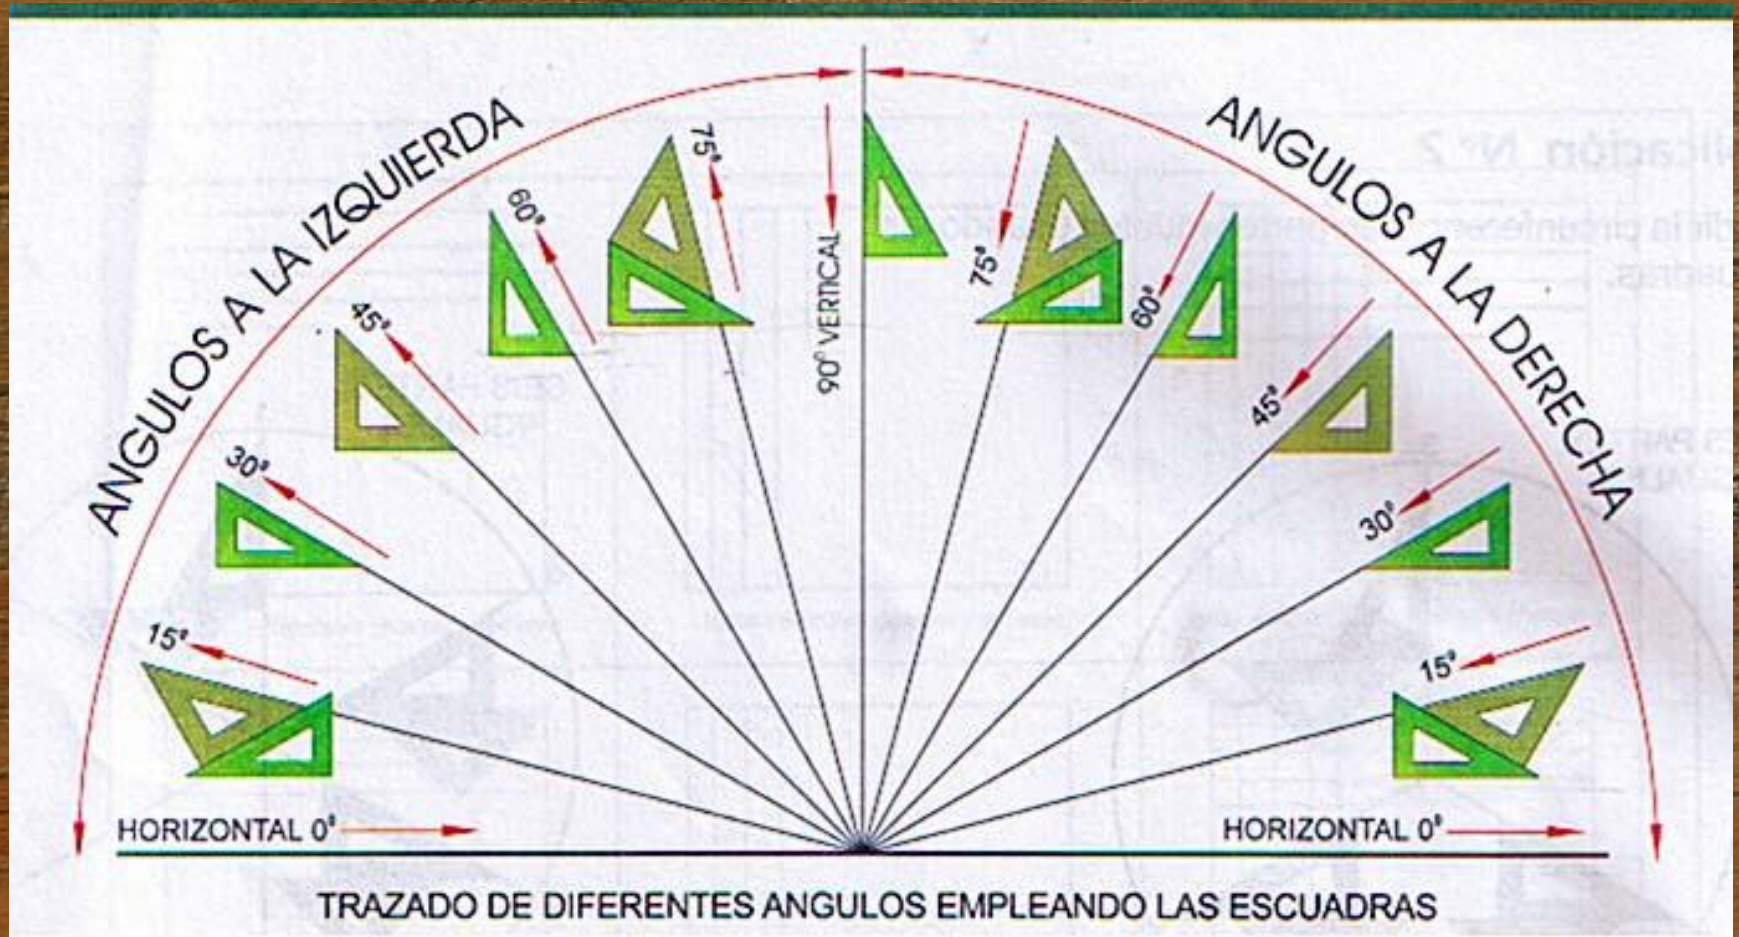 ANGULOS A LA IZQUIERDA
ANGULOS A LA DERECHA
15°
30°
45°
60°
75°
90° VERTICAL
75°
60°
45°
30°
15°
HORIZONTAL 0°
HORIZONTAL 0°
TRAZADO DE DIFERENTES ANGULOS EMPLEANDO LAS ESCUADRAS